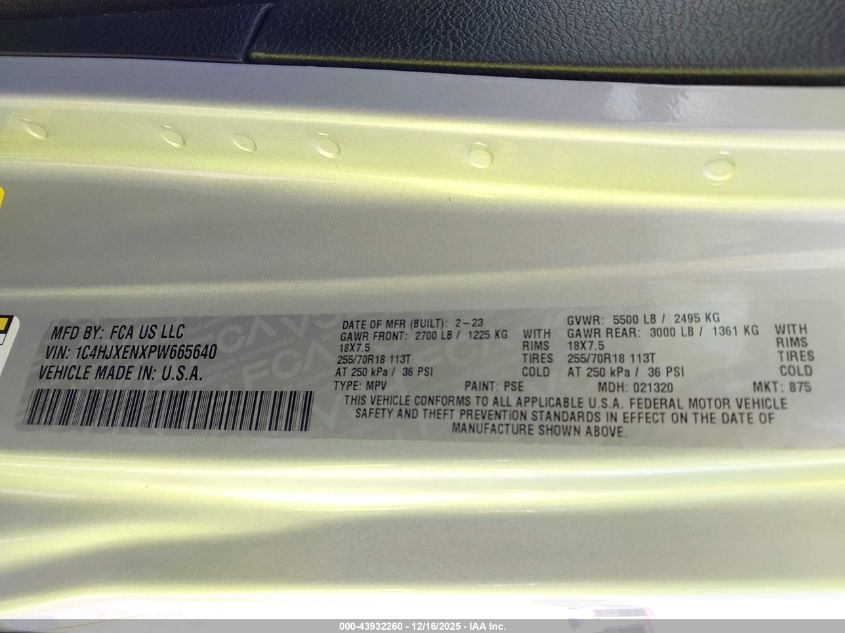 MFD BY: FCA US LLC
VIN: 1C4HJXENXPW665640
VEHICLE MADE IN: U.S.A.
DATE OF MFR (BUILT): 2-23 GVWR: 5500 LB / 2495 KG
GAWR FRONT: 2700 LB / 1225 KG WITH GAWR REAR: 3000 LB / 1361 KG WITH
18X7.5 RIMS 18X7.5 RIMS
255/70R18 113T TIRES 255/70R18 113T TIRES
AT 250 kPa / 36 PSI COLD AT 250 kPa / 36 PSI COLD
TYPE: MPV PAINT: PSE MDH: 021320 MKT: 875
THIS VEHICLE CONFORMS TO ALL APPLICABLE U.S.A. FEDERAL MOTOR VEHICLE
SAFETY AND THEFT PREVENTION STANDARDS IN EFFECT ON THE DATE OF
MANUFACTURE SHOWN ABOVE.
000-43932260 - 12/16/2025 - IAA Inc.